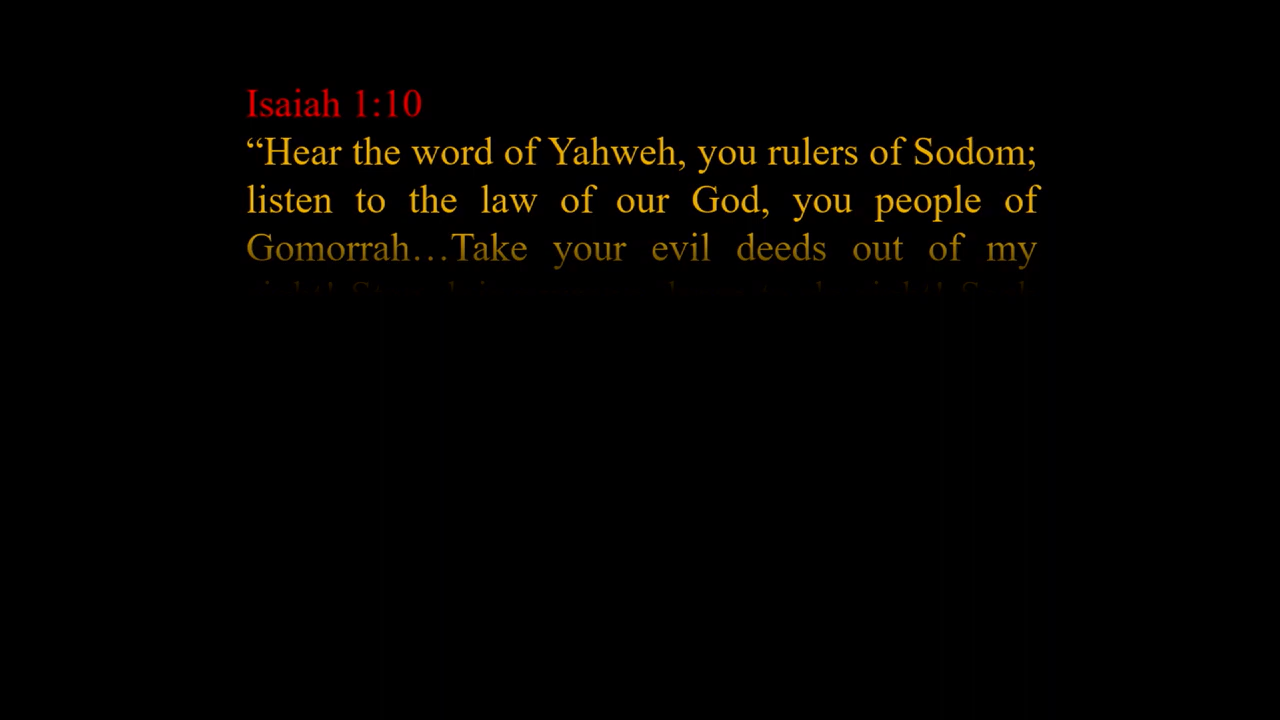 Isaiah 1:10
“Hear the word of Yahweh, you rulers of Sodom;
listen to the law of our God, you people of
Gomorrah…Take your evil deeds out of my